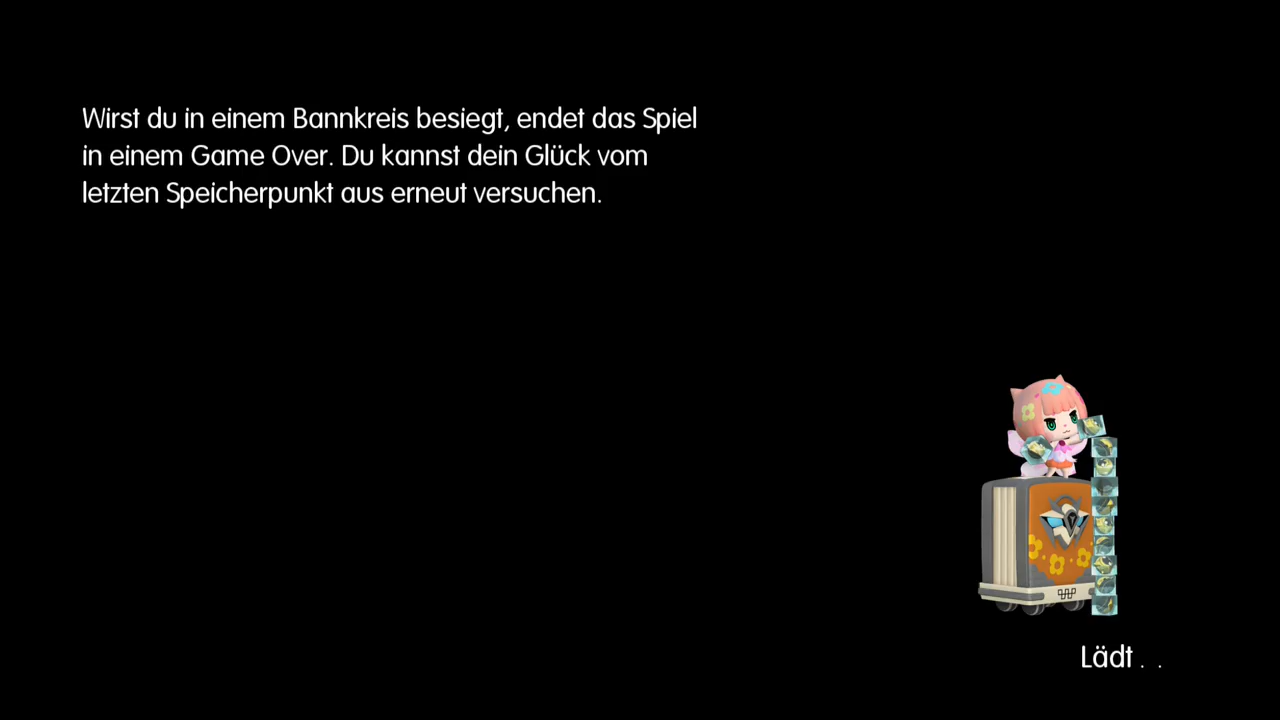 Wirst du in einem Bannkreis besiegt, endet das Spiel
in einem Game Over. Du kannst dein Glück vom
letzten Speicherpunkt aus erneut versuchen.
Lädt . .